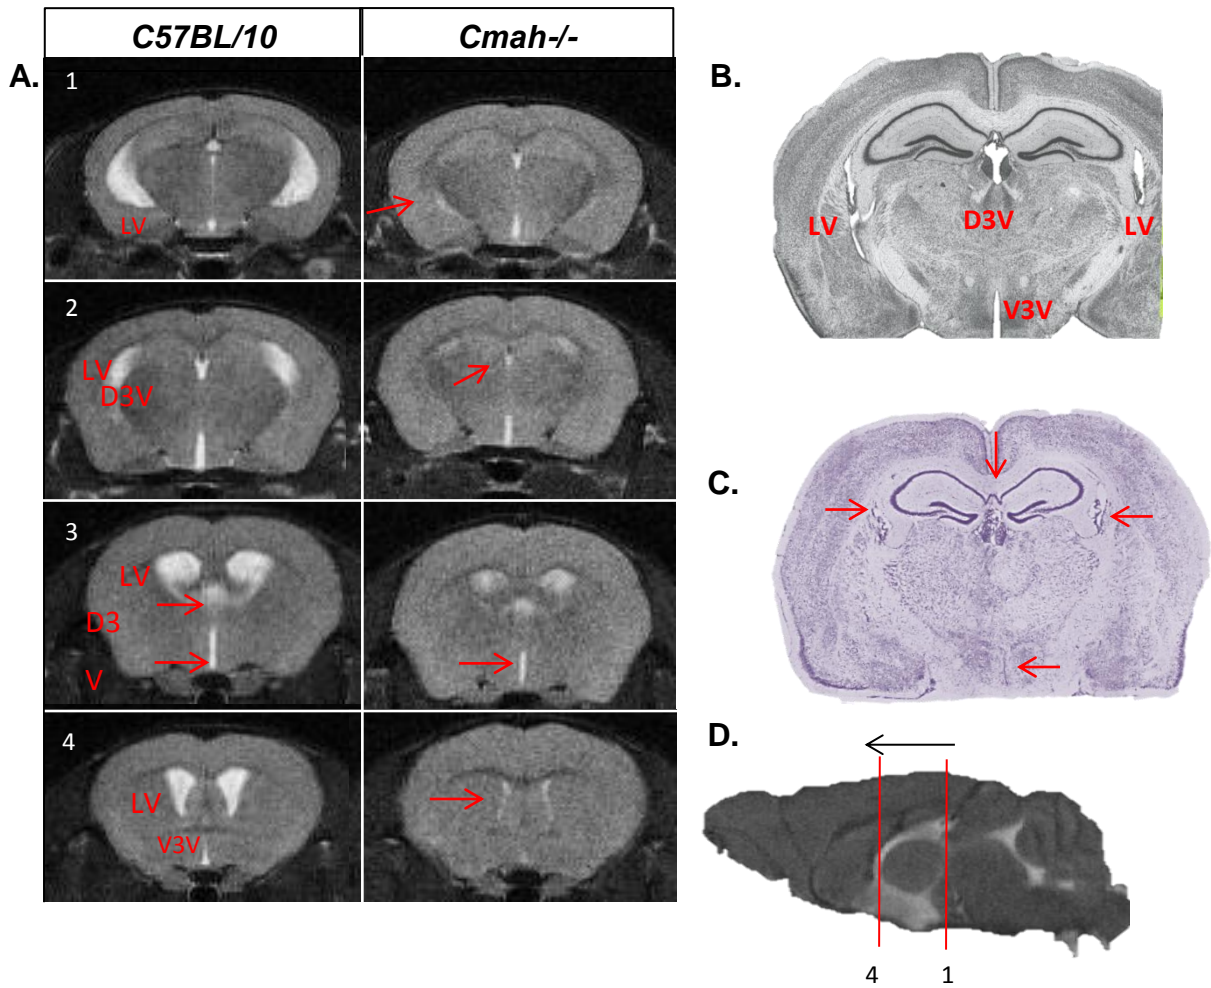 C57BL/10 Cmah-/-
A.
1
LV
2
LV
D3V
3
LV
D3
V
4
LV
V3V
B.
LV D3V LV
V3V
C.
D.
4 1